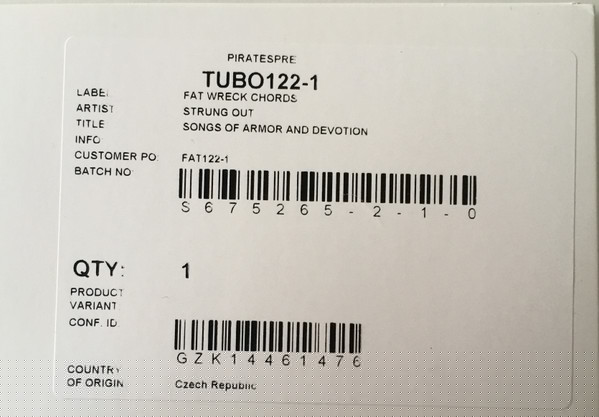 PIRATESPRE
TUBO122-1
LABEL FAT WRECK CHORDS
ARTIST STRUNG OUT
TITLE SONGS OF ARMOR AND DEVOTION
INFO
CUSTOMER PO: FAT122-1
BATCH NO
S675265-2-1-0
QTY: 1
PRODUCT
VARIANT
CONF. ID
GZK14461476
COUNTRY
OF ORIGIN Czech Republic